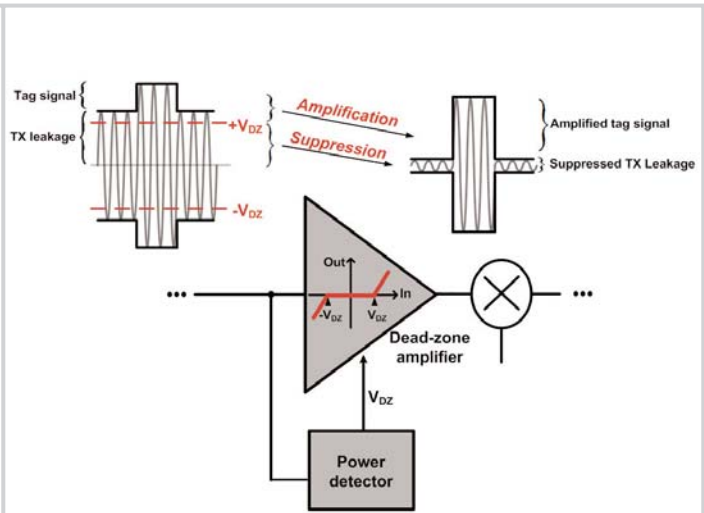 Tag signal
TX leakage
+VDZ
-VDZ
Amplification
Suppression
Amplified tag signal
Suppressed TX Leakage
...
Out
In
-VDZ
VDZ
Dead-zone
amplifier
...
VDZ
Power
detector